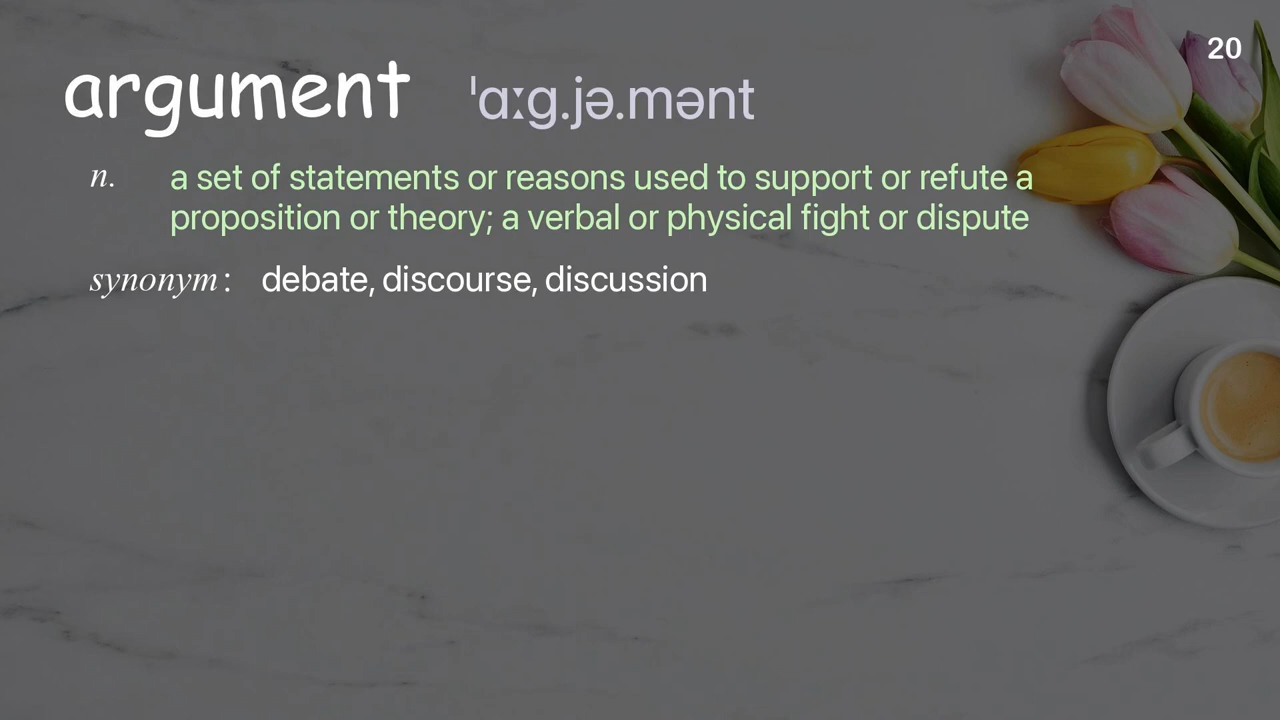 20
argument ˈɑːɡ.jə.mənt
n. a set of statements or reasons used to support or refute a
proposition or theory; a verbal or physical fight or dispute
synonym: debate, discourse, discussion